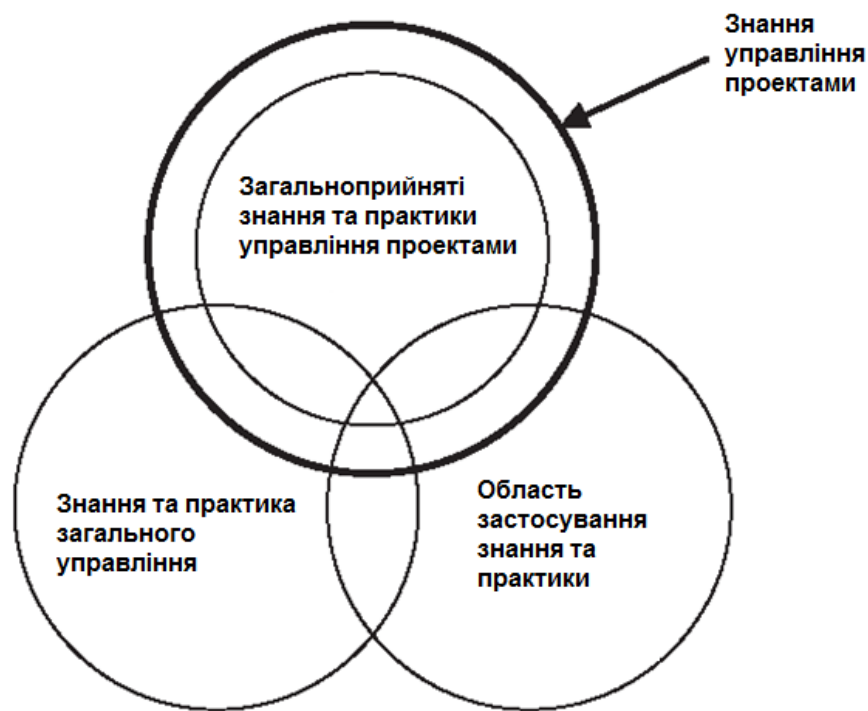 Знання
управління
проектами
Загальноприйняті
знання та практики
управління проектами
Знання та практика
загального
управління
Область
застосування
знання та
практики